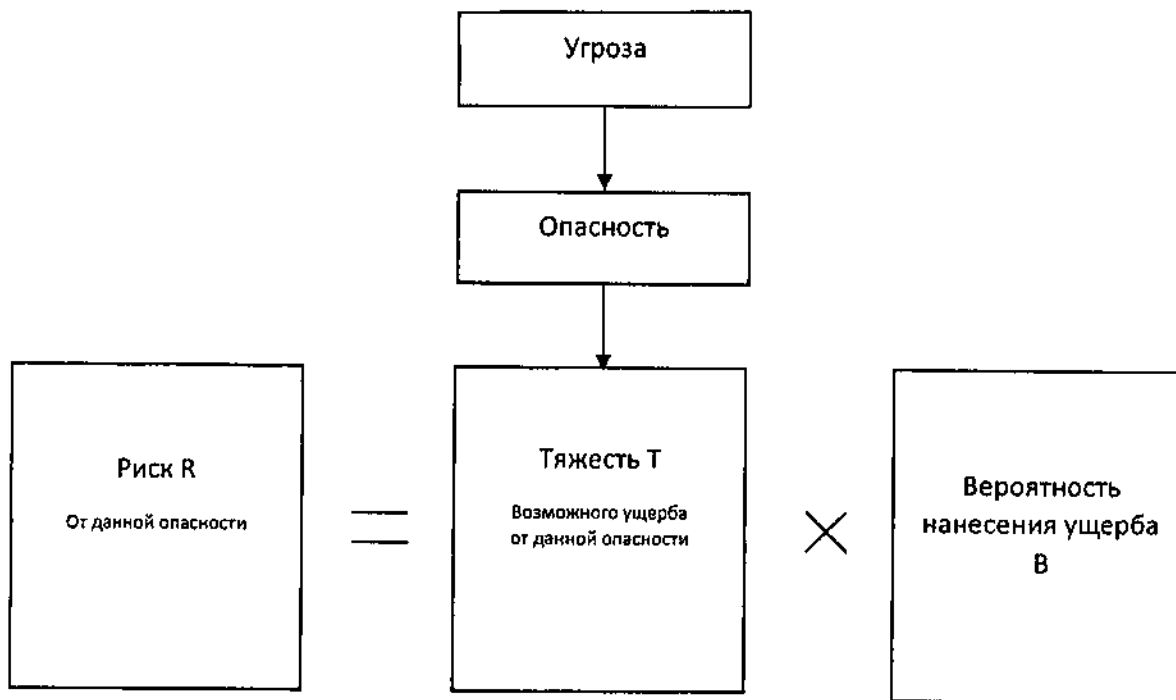 Угроза
Опасность
Риск R
От данной опасности
=
Тяжесть Т
Возможного ущерба
от данной опасности
×
Вероятность
нанесения ущерба
В